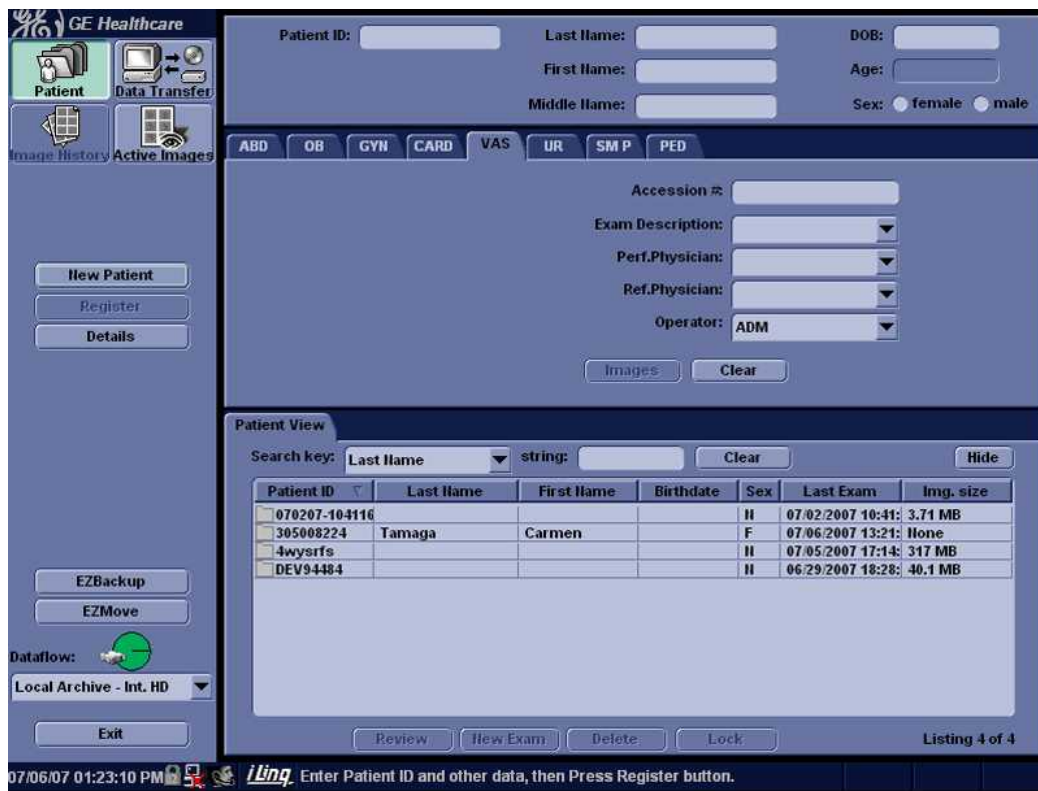 GE Healthcare
Patient ID:
Last Name:
DOB:
First Name:
Age:
Middle Name:
Sex: female male
Patient
Data Transfer
Image History
Active Images
ABD OB GYN CARD VAS UR SM P PED
Accession #:
Exam Description:
Perf.Physician:
Ref.Physician:
Operator: ADM
Images Clear
New Patient
Register
Details
Patient View
Search key: Last Name string: Clear Hide
Patient ID Last Name First Name Birthdate Sex Last Exam Img. size
070207-104116 N 07/02/2007 10:41: 3.71 MB
305008224 Tamaga Carmen F 07/06/2007 13:21: None
4wysrfs N 07/05/2007 17:14: 317 MB
DEV94484 N 06/29/2007 18:28: 40.1 MB
EZBackup
EZMove
Dataflow:
Local Archive - Int. HD
Exit
Review New Exam Delete Lock Listing 4 of 4
07/06/07 01:23:10 PM iLinq Enter Patient ID and other data, then Press Register button.